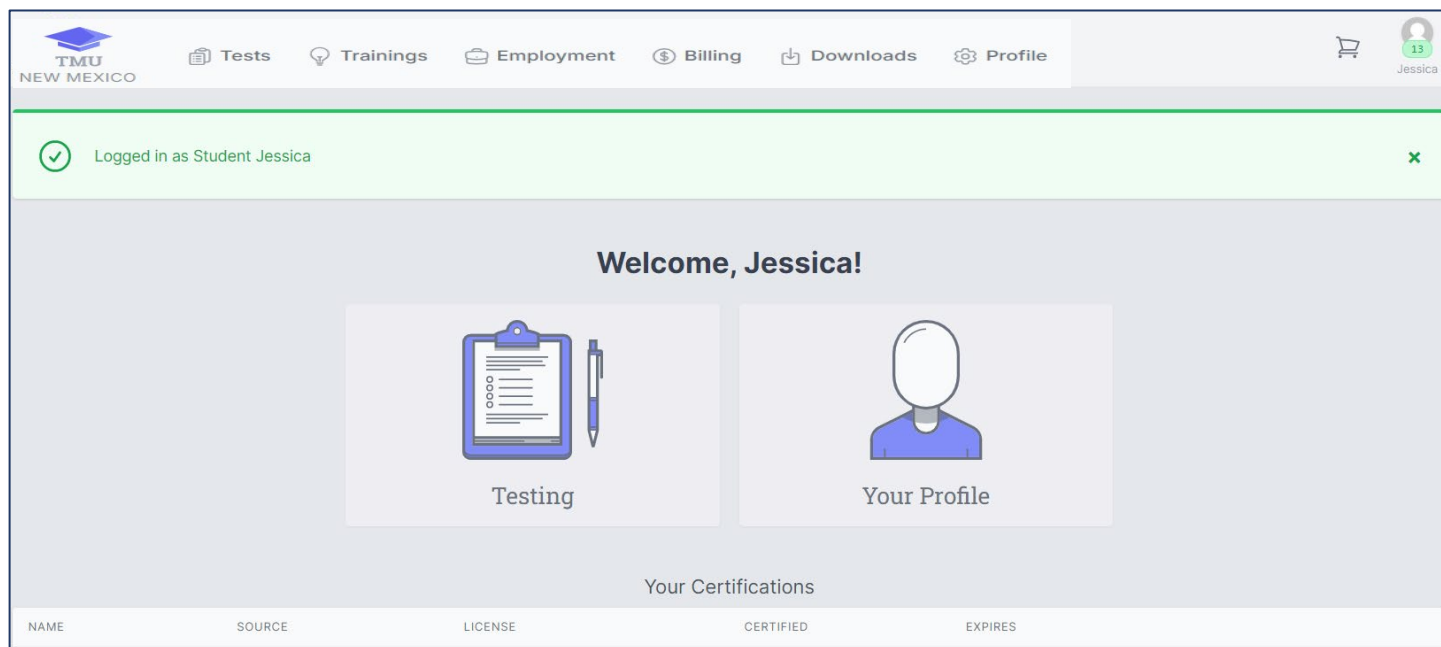 TMU
NEW MEXICO
Tests Trainings Employment Billing Downloads Profile
13
Jessica
Logged in as Student Jessica
Welcome, Jessica!
Testing Your Profile
Your Certifications
NAME SOURCE LICENSE CERTIFIED EXPIRES